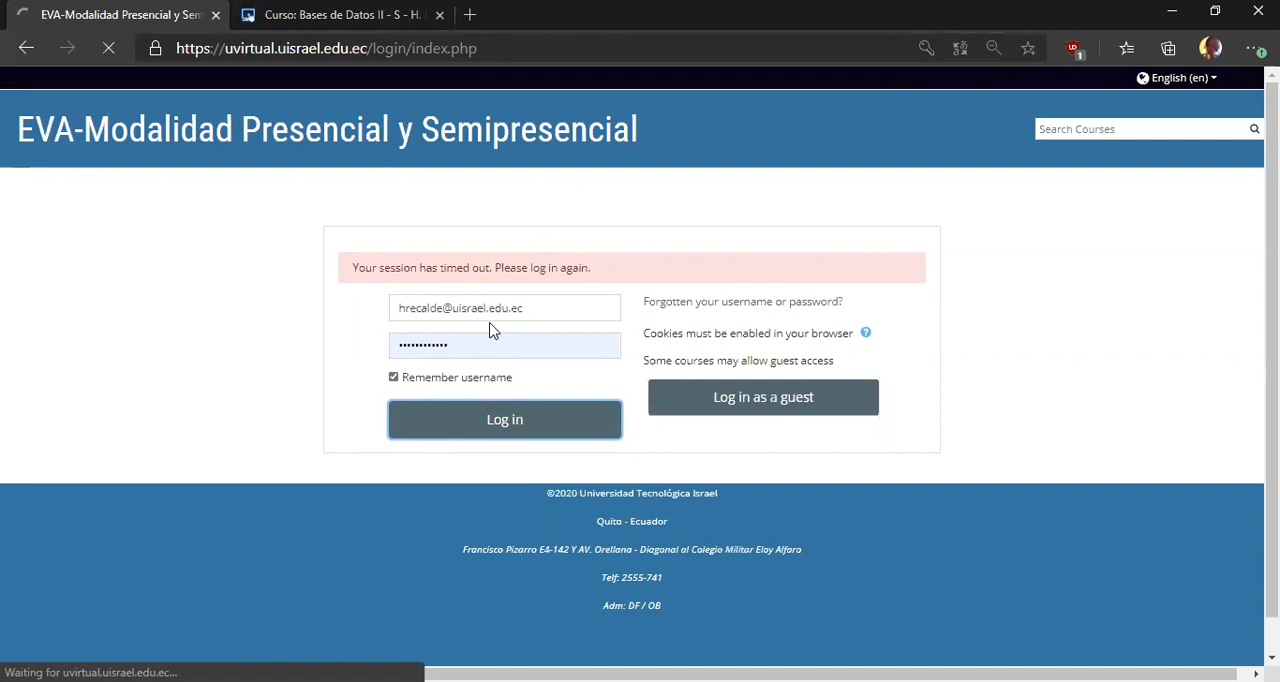 EVA-Modalidad Presencial y Sem
Curso: Bases de Datos II - S - H.
https://uvirtual.uisrael.edu.ec/login/index.php
UD
1
English (en)
EVA-Modalidad Presencial y Semipresencial
Search Courses
Your session has timed out. Please log in again.
hrecalde@uisrael.edu.ec
Forgotten your username or password?
Cookies must be enabled in your browser
Remember username
Some courses may allow guest access
Log in
Log in as a guest
©2020 Universidad Tecnológica Israel
Quito - Ecuador
Francisco Pizarro E4-142 Y AV. Orellana - Diagonal al Colegio Militar Eloy Alfaro
Telf: 2555-741
Adm: DF / OB
Waiting for uvirtual.uisrael.edu.ec...